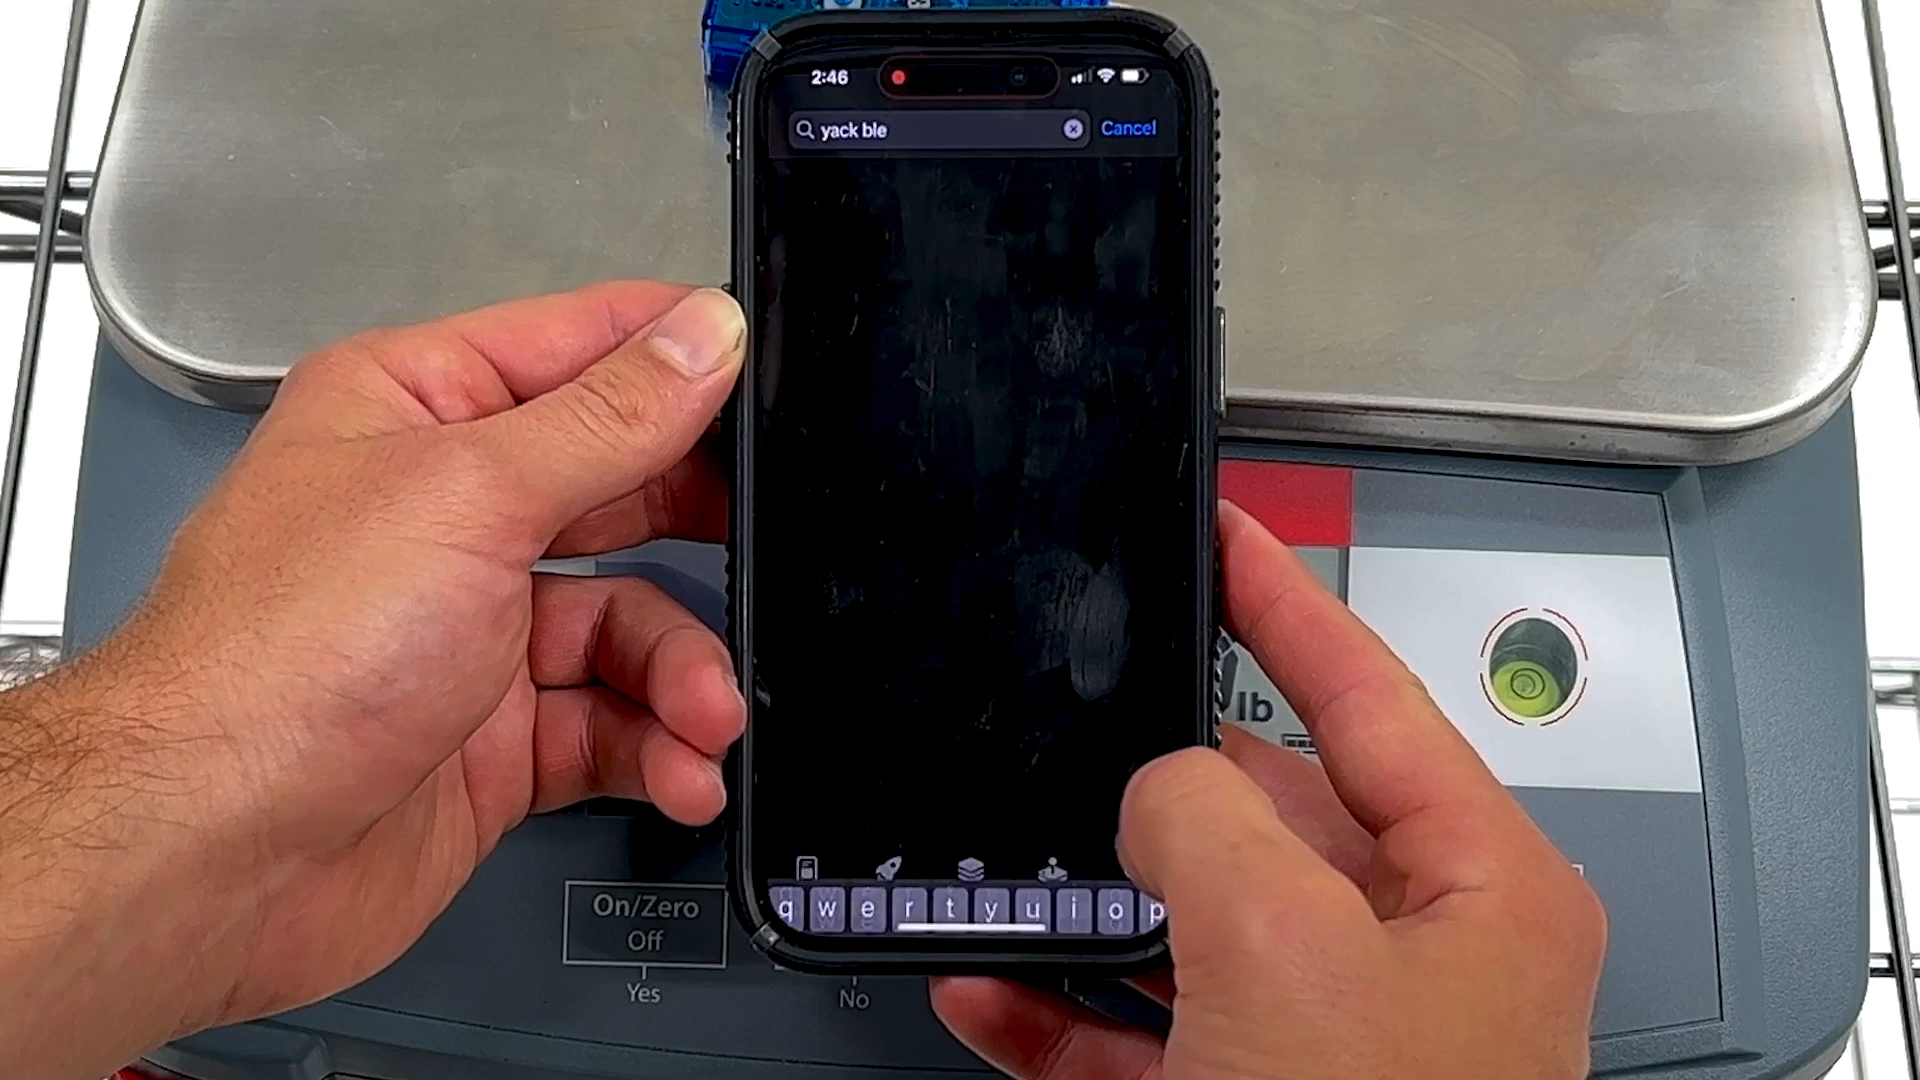 2:46
yack ble
Cancel
q w e r t y u i o p
lb
On/Zero
Off
Yes
No